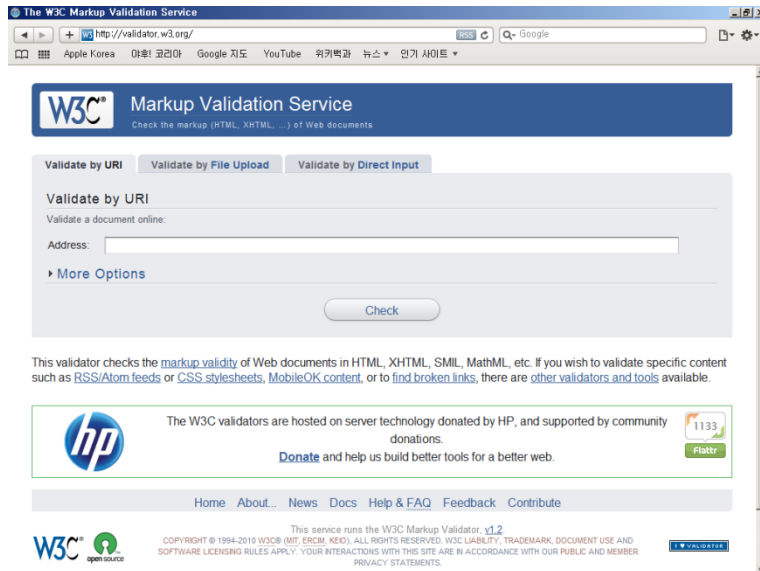 The W3C Markup Validation Service
http://validator.w3.org/
RSS
Google
Apple Korea 야후! 코리아 Google 지도 YouTube 위키백과 뉴스 인기 사이트
W3C®
Markup Validation Service
Check the markup (HTML, XHTML, ...) of Web documents
Validate by URI
Validate by File Upload
Validate by Direct Input
Validate by URI
Validate a document online:
Address:
More Options
Check
This validator checks the markup validity of Web documents in HTML, XHTML, SMIL, MathML, etc. If you wish to validate specific content
such as RSS/Atom feeds or CSS stylesheets, MobileOK content, or to find broken links, there are other validators and tools available.
hp
The W3C validators are hosted on server technology donated by HP, and supported by community
donations.
Donate and help us build better tools for a better web.
1133
Flattr
Home About... News Docs Help & FAQ Feedback Contribute
W3C®
open source
This service runs the W3C Markup Validator, v1.2.
COPYRIGHT © 1994-2010 W3C® (MIT, ERCIM, KEIO), ALL RIGHTS RESERVED. W3C LIABILITY, TRADEMARK, DOCUMENT USE AND
SOFTWARE LICENSING RULES APPLY. YOUR INTERACTIONS WITH THIS SITE ARE IN ACCORDANCE WITH OUR PUBLIC AND MEMBER
PRIVACY STATEMENTS.
I ♥ VALIDATOR